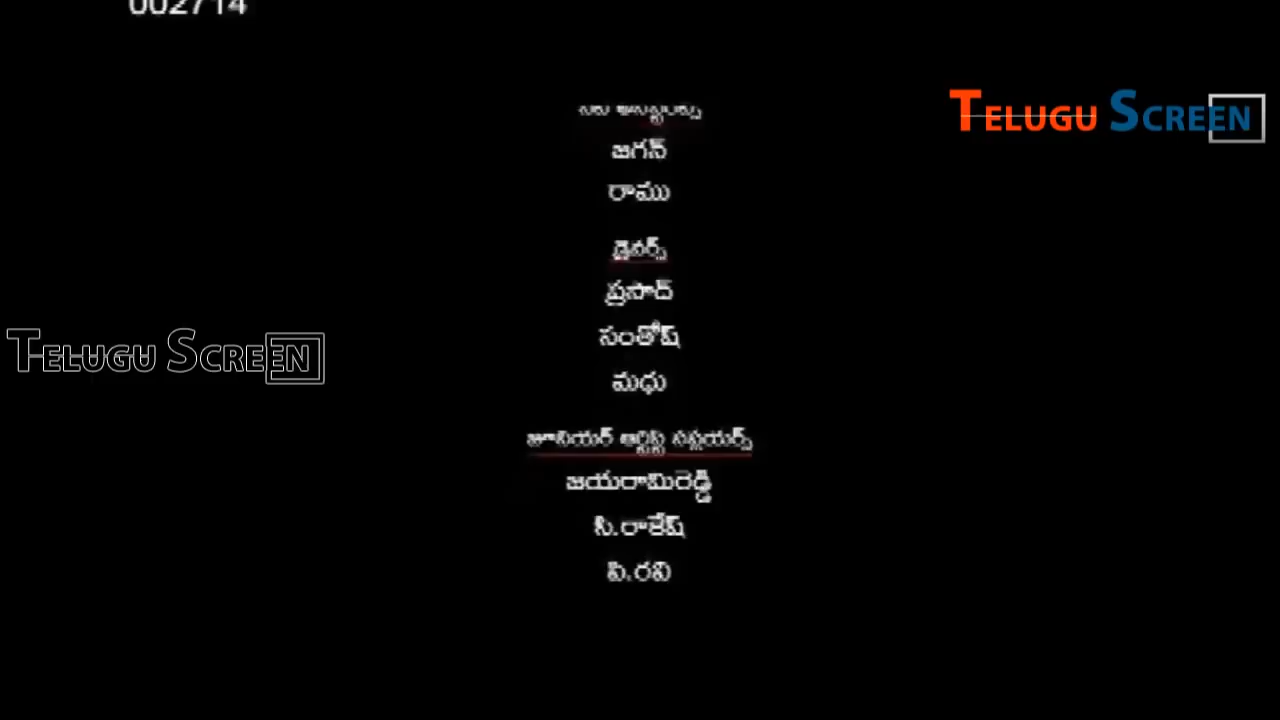 002714
TELUGU SCREEN
జగన్
రాము
డ్రైవర్స్
ప్రసాద్
సంతోష్
మధు
TELUGU SCREEN
జూనియర్ ఆర్టిస్ట్ సప్లయర్స్
జయరామిరెడ్డి
సి.రాజేష్
పి.రవి